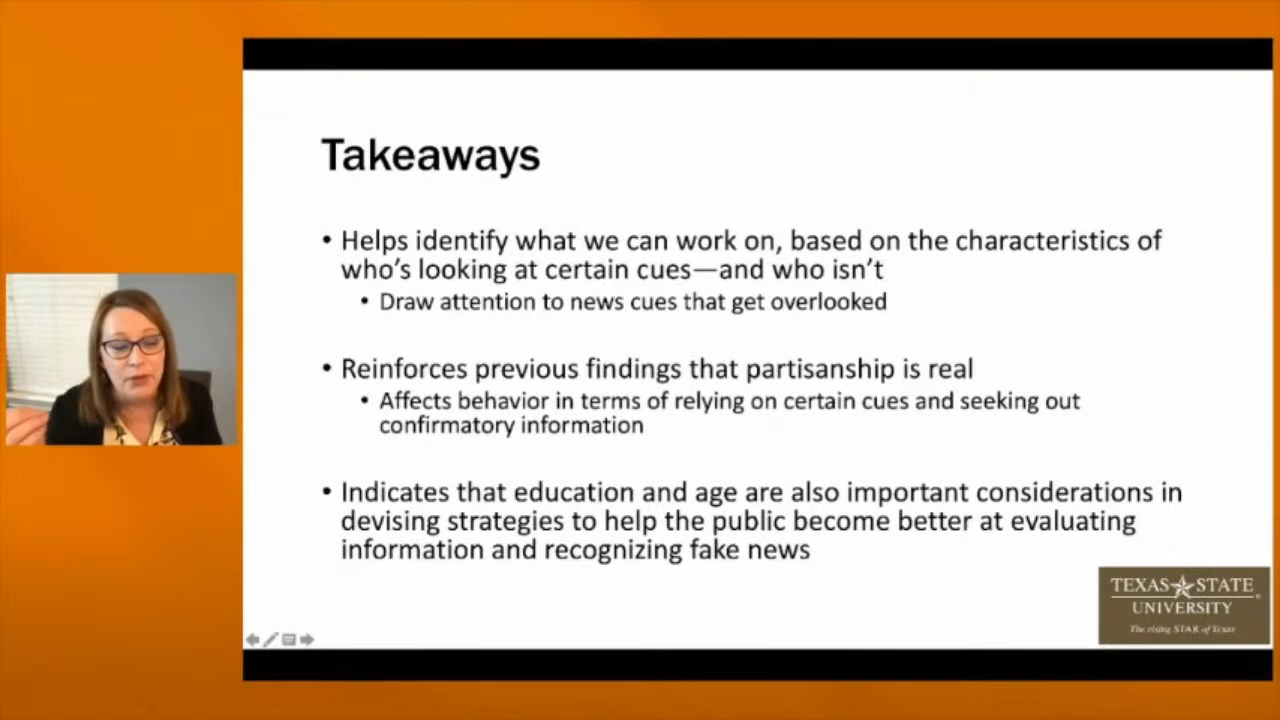 Takeaways
• Helps identify what we can work on, based on the characteristics of
who's looking at certain cues—and who isn't
• Draw attention to news cues that get overlooked
• Reinforces previous findings that partisanship is real
• Affects behavior in terms of relying on certain cues and seeking out
confirmatory information
• Indicates that education and age are also important considerations in
devising strategies to help the public become better at evaluating
information and recognizing fake news
TEXAS STATE
UNIVERSITY
The rising STAR of Texas